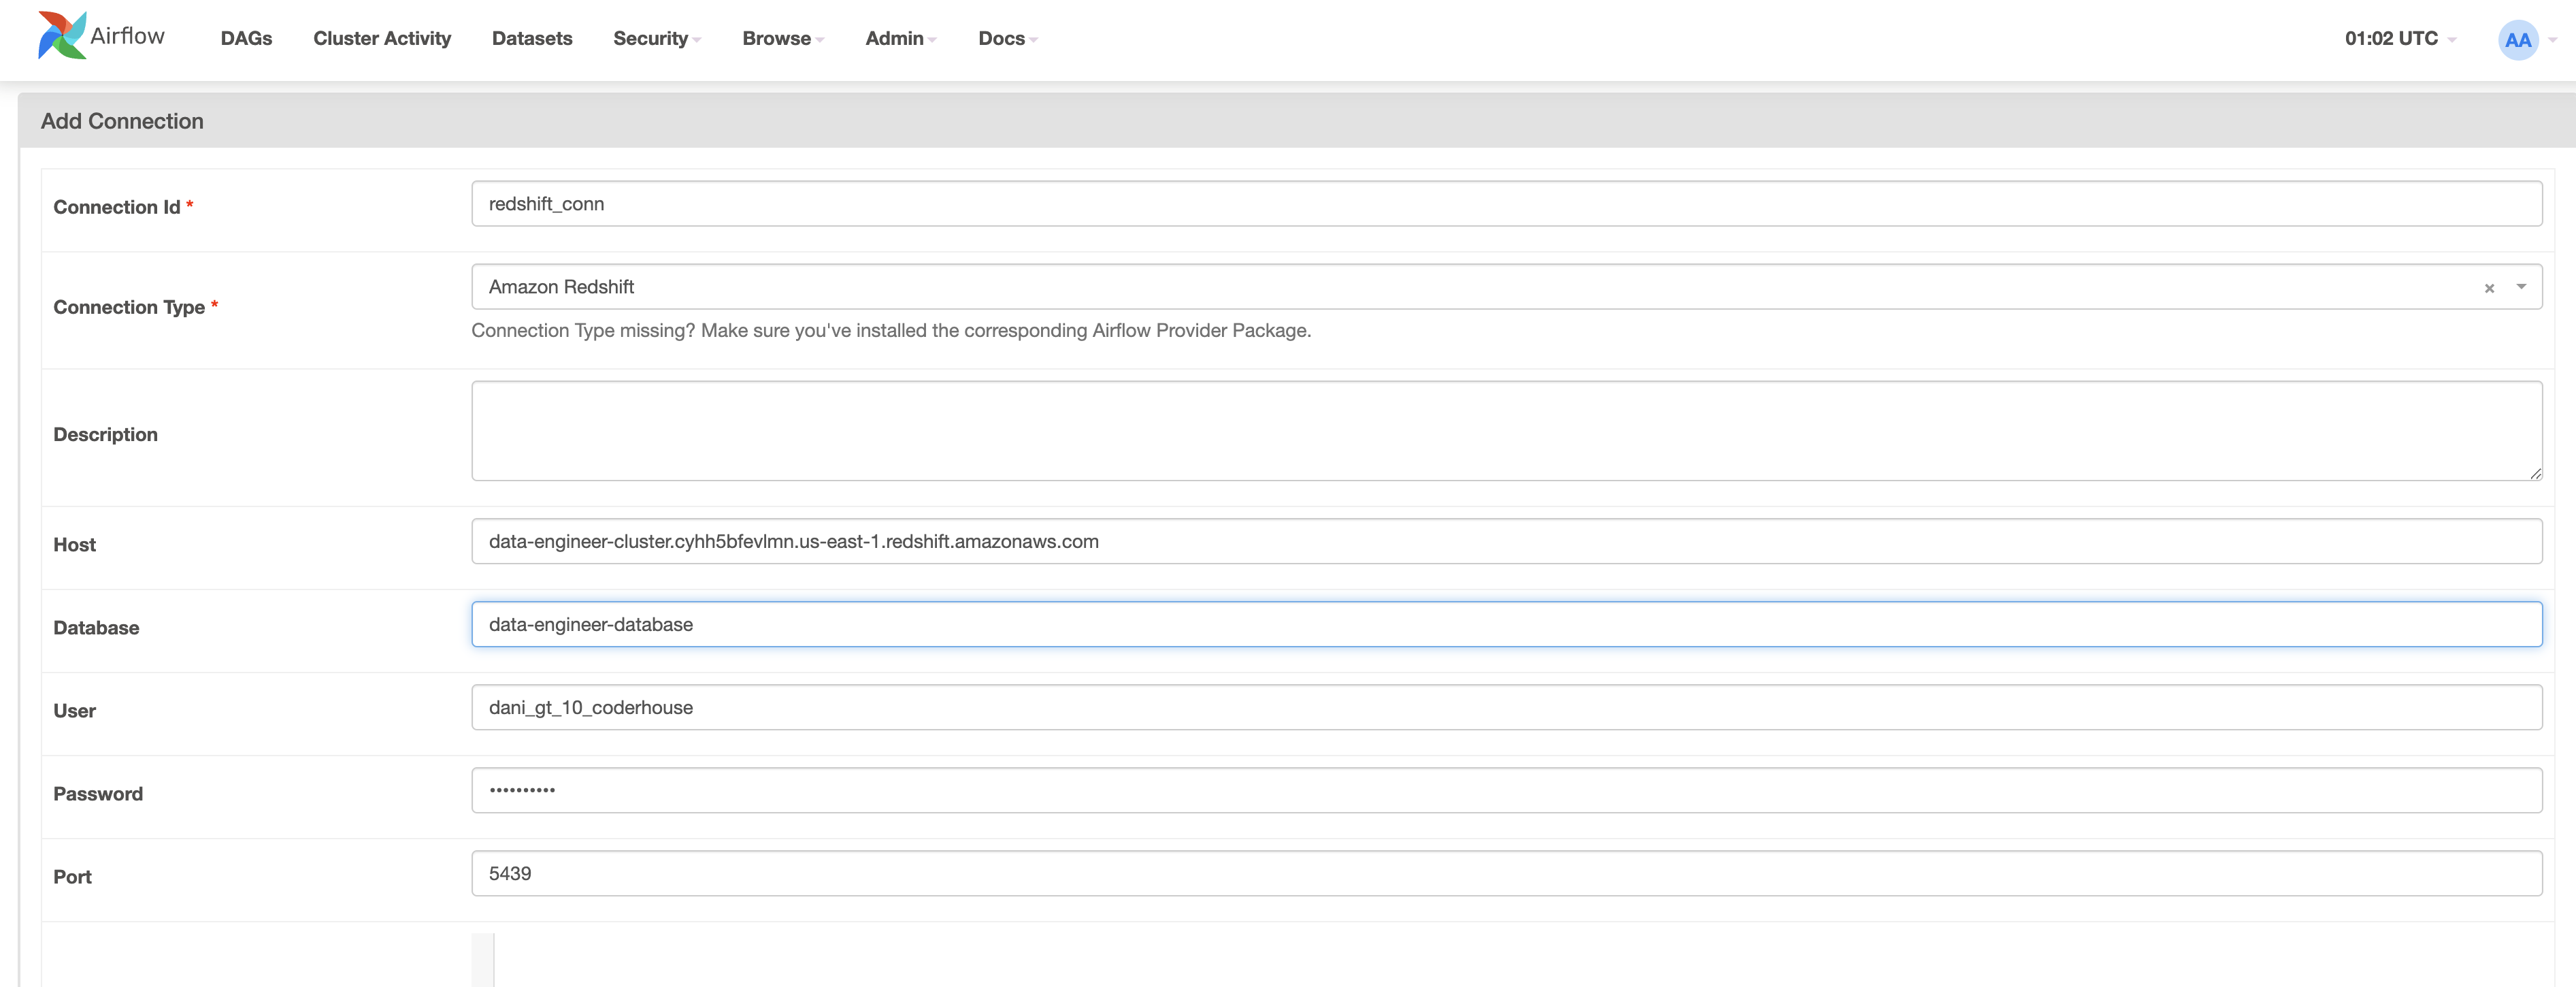 Airflow DAGs Cluster Activity Datasets Security Browse Admin Docs 01:02 UTC AA
Add Connection
Connection Id * redshift_conn
Connection Type * Amazon Redshift ×
Connection Type missing? Make sure you've installed the corresponding Airflow Provider Package.
Description
Host data-engineer-cluster.cyhh5bfevlmn.us-east-1.redshift.amazonaws.com
Database data-engineer-database
User dani_gt_10_coderhouse
Password ••••••••••
Port 5439